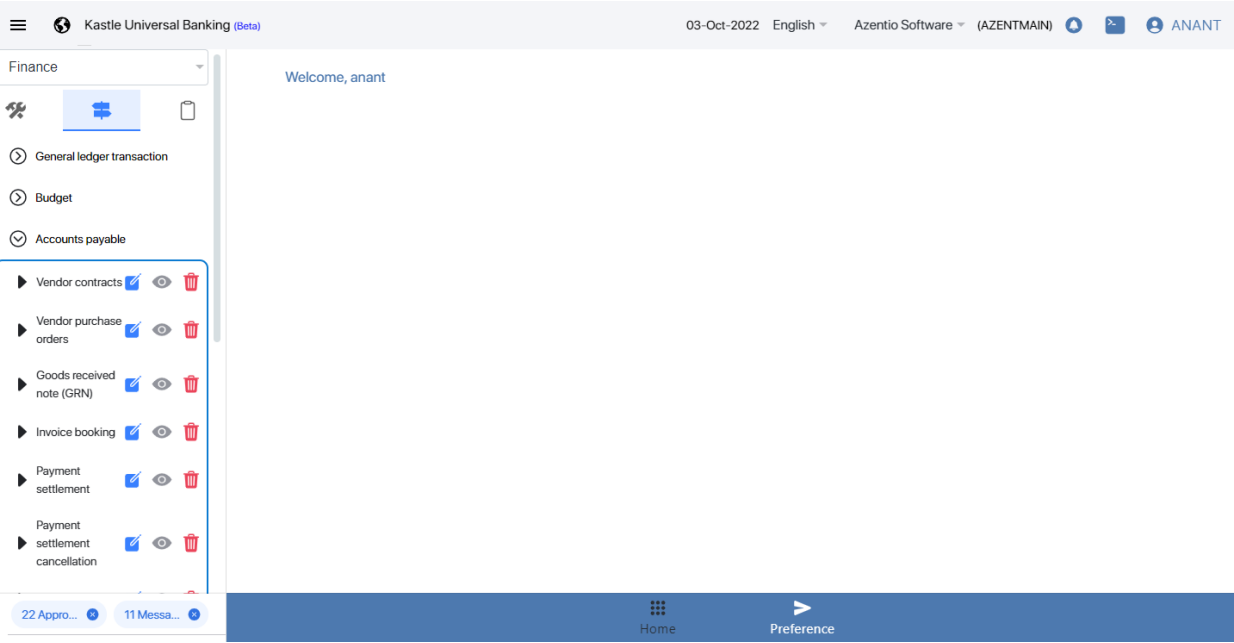 Kastle Universal Banking (Beta)
03-Oct-2022 English Azentio Software (AZENTMAIN) ANANT
Finance
Welcome, anant
General ledger transaction
Budget
Accounts payable
Vendor contracts
Vendor purchase
orders
Goods received
note (GRN)
Invoice booking
Payment
settlement
Payment
settlement
cancellation
22 Appro...
11 Messa...
Home
Preference